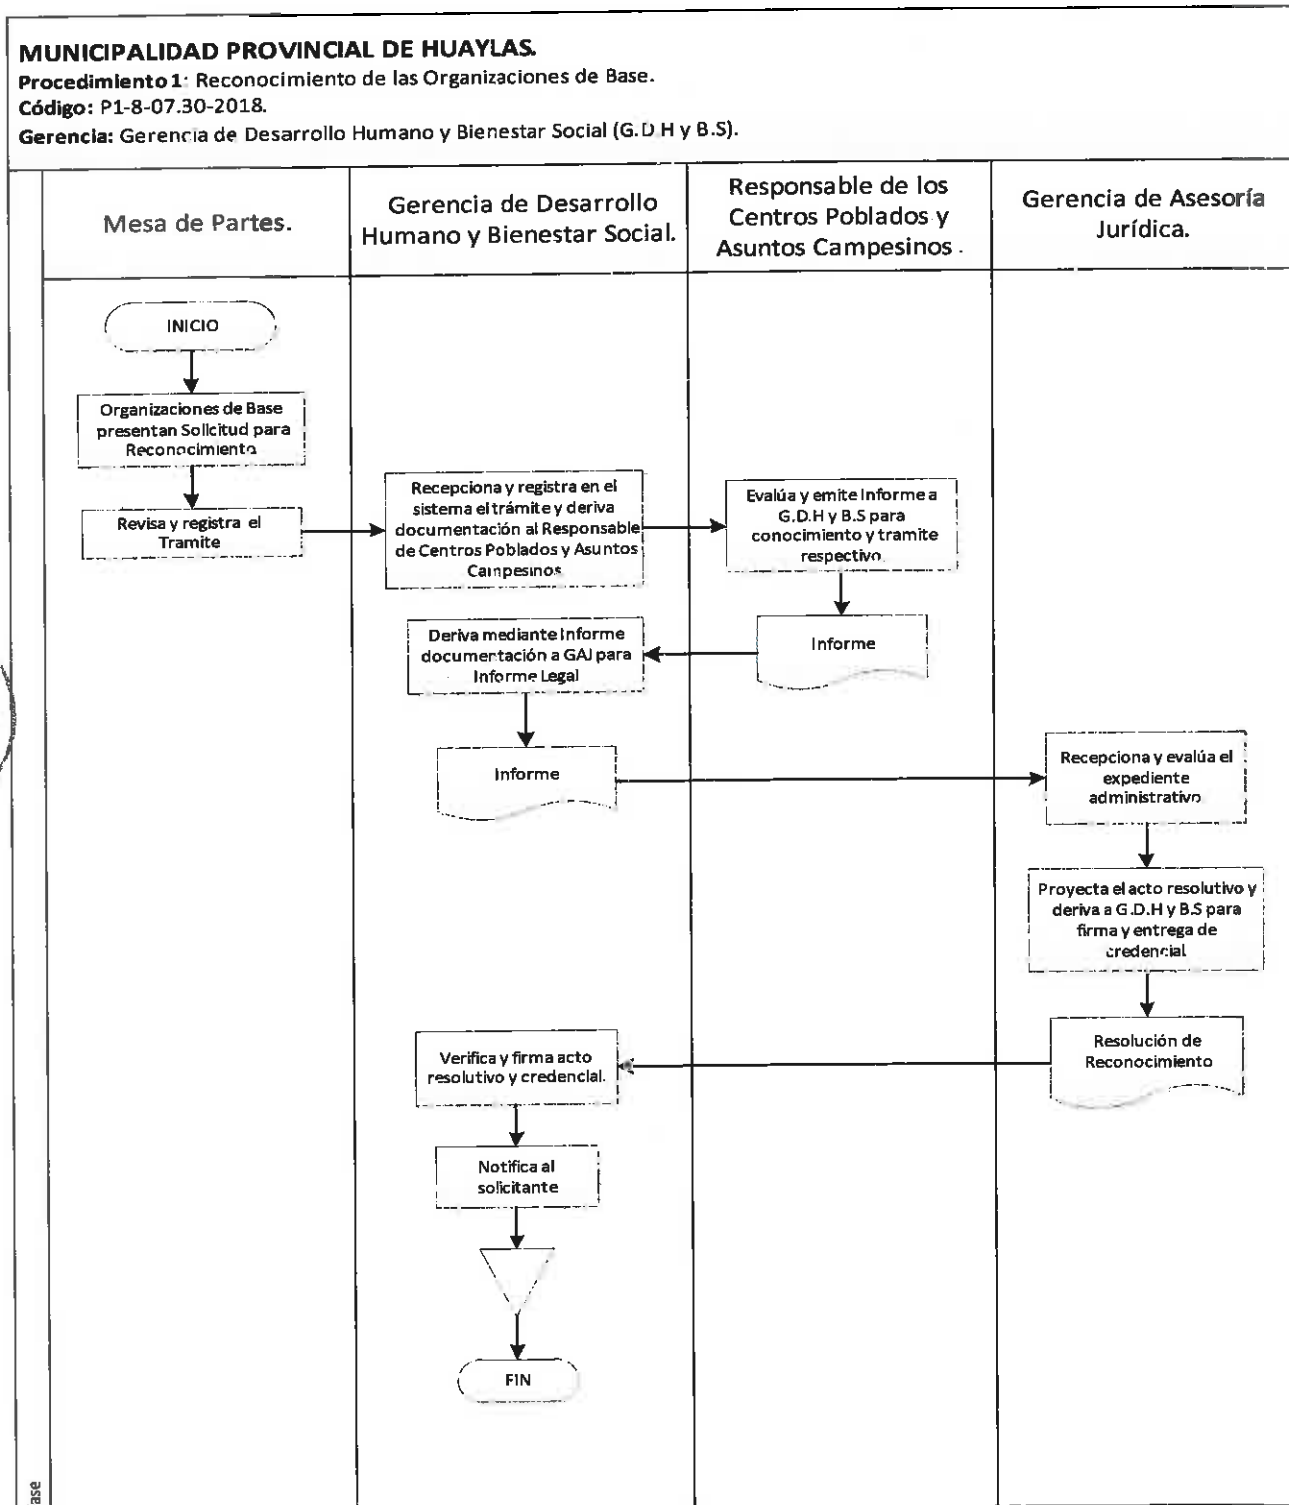 MUNICIPALIDAD PROVINCIAL DE HUAYLAS.
Procedimiento 1: Reconocimiento de las Organizaciones de Base.
Código: P1-8-07.30-2018.
Gerencia: Gerencia de Desarrollo Humano y Bienestar Social (G.D.H y B.S).
Mesa de Partes.
Gerencia de Desarrollo
Humano y Bienestar Social.
Responsable de los
Centros Poblados y
Asuntos Campesinos.
Gerencia de Asesoría
Jurídica.
INICIO
Organizaciones de Base
presentan Solicitud para
Reconocimiento
Revisa y registra el
Tramite
Recepciona y registra en el
sistema el trámite y deriva
documentación al Responsable
de Centros Poblados y Asuntos
Campesinos
Evalúa y emite Informe a
G.D.H y B.S para
conocimiento y tramite
respectivo.
Informe
Deriva mediante Informe
documentación a GAJ para
Informe Legal
Informe
Recepciona y evalúa el
expediente
administrativo
Proyecta el acto resolutivo y
deriva a G.D.H y B.S para
firma y entrega de
credencial
Resolución de
Reconocimiento
Verifica y firma acto
resolutivo y credencial.
Notifica al
solicitante
FIN
ase